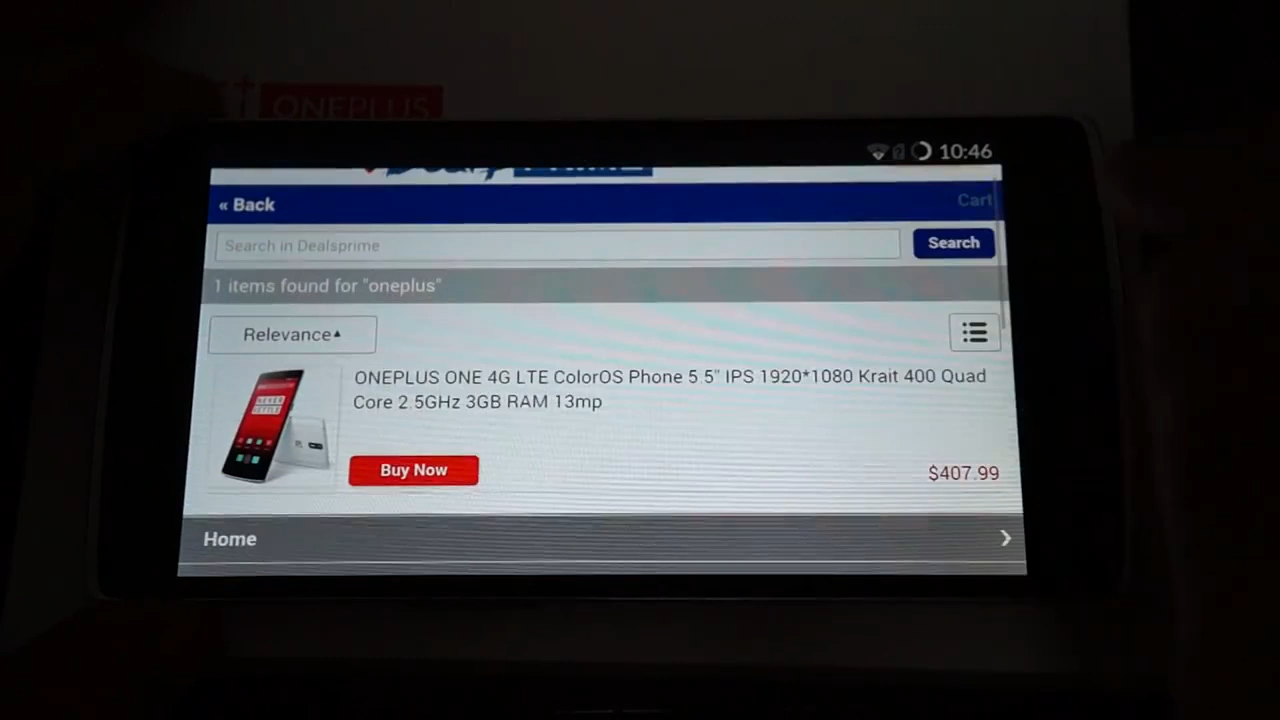 ONEPLUS
10:46
« Back
Cart
Search in Dealsprime
Search
1 items found for "oneplus"
Relevance▲
ONEPLUS ONE 4G LTE ColorOS Phone 5.5" IPS 1920*1080 Krait 400 Quad
Core 2.5GHz 3GB RAM 13mp
NEVER
SETTLE
Buy Now
$407.99
Home